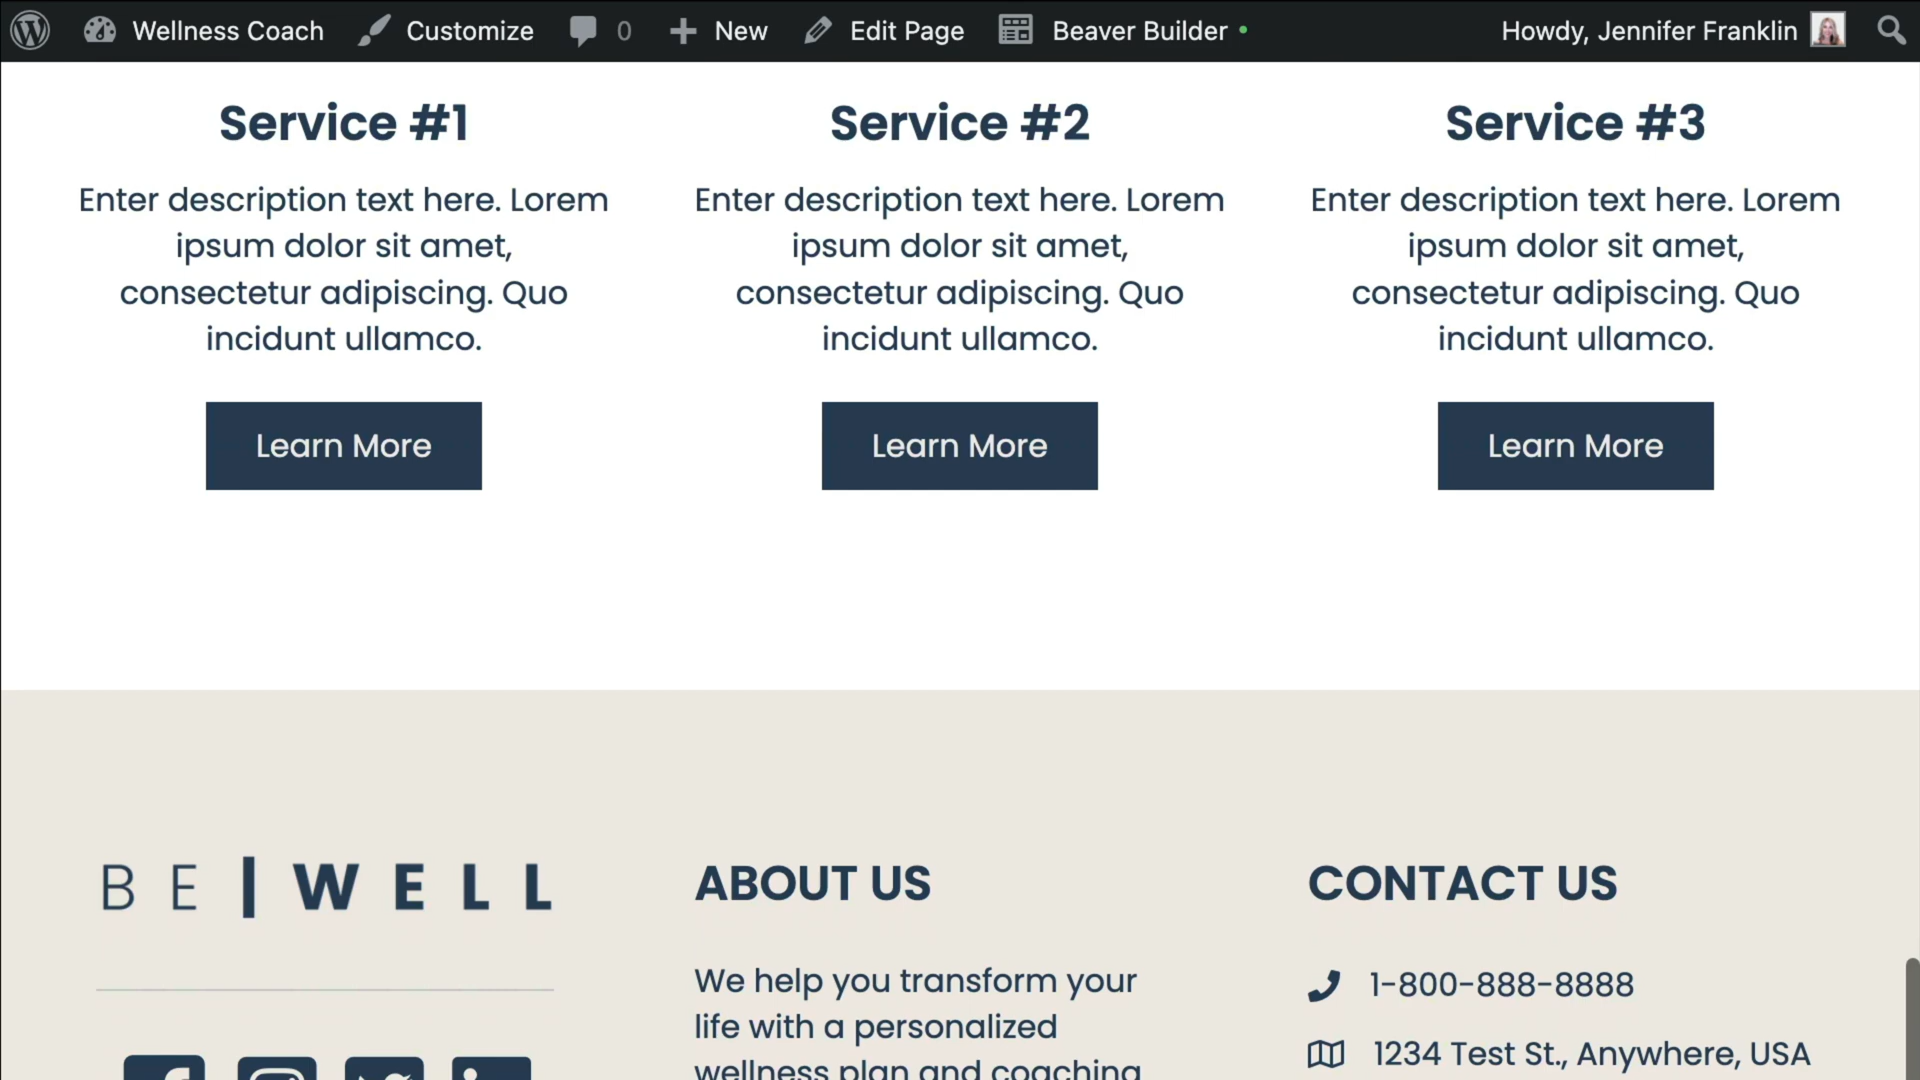 Wellness Coach Customize 0 New Edit Page Beaver Builder Howdy, Jennifer Franklin
Service #1
Enter description text here. Lorem
ipsum dolor sit amet,
consectetur adipiscing. Quo
incidunt ullamco.
Learn More
Service #2
Enter description text here. Lorem
ipsum dolor sit amet,
consectetur adipiscing. Quo
incidunt ullamco.
Learn More
Service #3
Enter description text here. Lorem
ipsum dolor sit amet,
consectetur adipiscing. Quo
incidunt ullamco.
Learn More
BE | WELL
ABOUT US
We help you transform your
life with a personalized
wellness plan and coaching
CONTACT US
1-800-888-8888
1234 Test St., Anywhere, USA